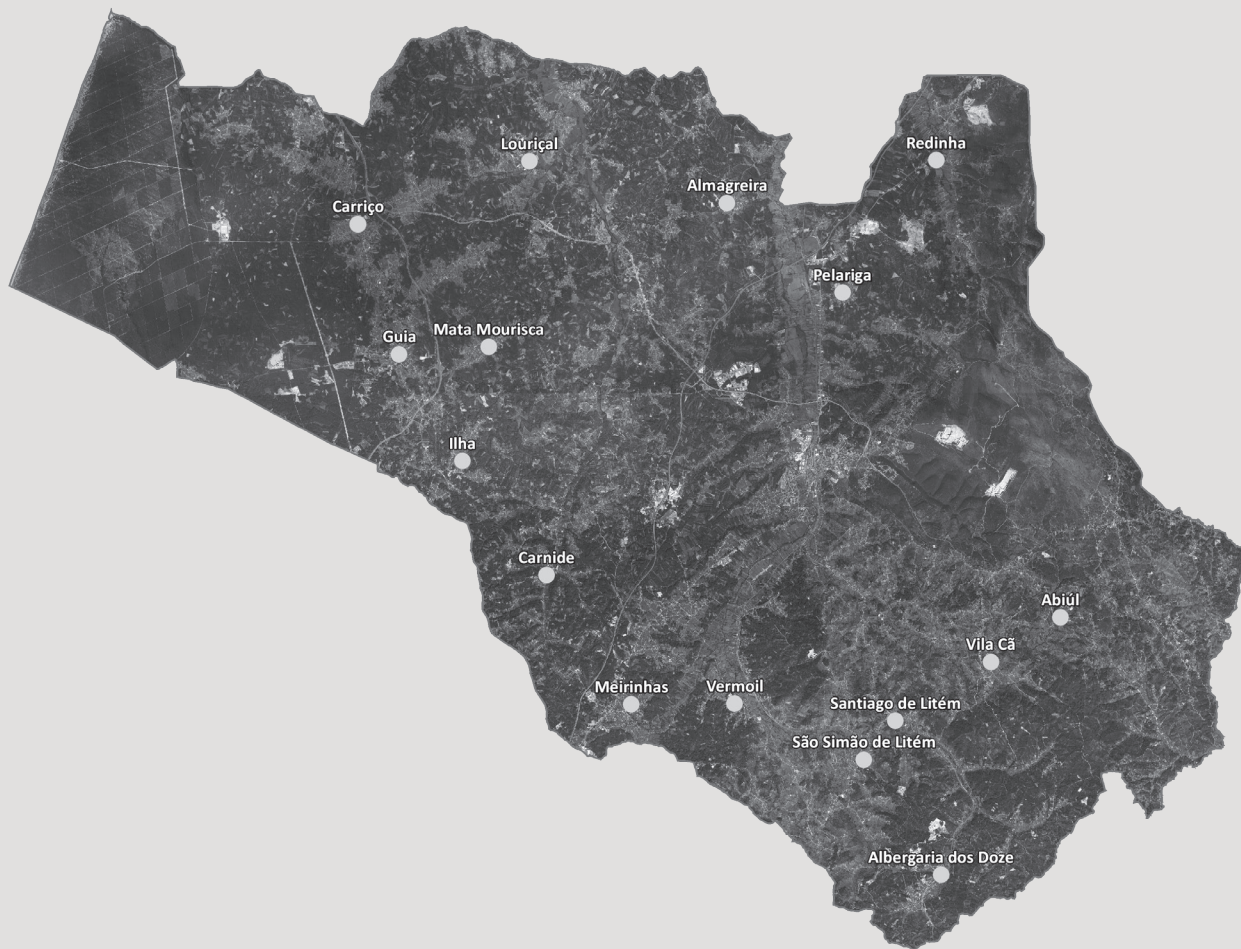 Louriçal
Redinha
Almagreira
Carriço
Pelariga
Guia
Mata Mourisca
Ilha
Carnide
Abiúl
Vila Cã
Meirinhas
Vermoil
Santiago de Litém
São Simão de Litém
Albergaria dos Doze